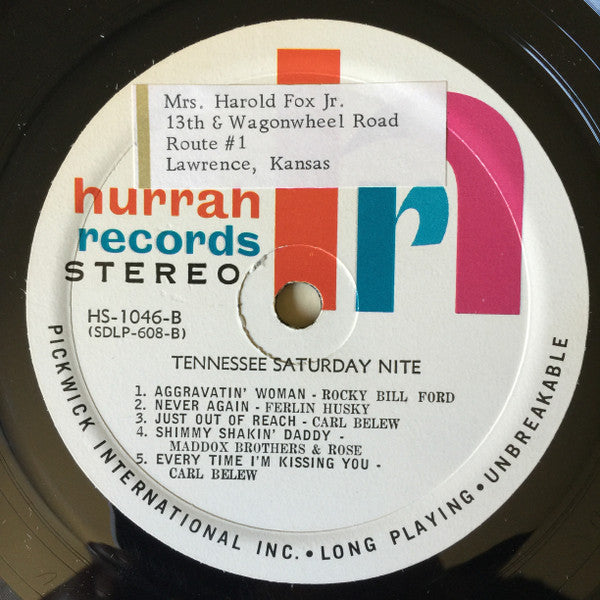 Mrs. Harold Fox Jr.
13th & Wagonwheel Road
Route #1
Lawrence, Kansas
hurrah
records
STEREO
hr
HS-1046-B
(SDLP-608-B)
TENNESSEE SATURDAY NITE
1. AGGRAVATIN' WOMAN - ROCKY BILL FORD
2. NEVER AGAIN - FERLIN HUSKY
3. JUST OUT OF REACH - CARL BELEW
4. SHIMMY SHAKIN' DADDY -
MADDOX BROTHERS & ROSE
5. EVERY TIME I'M KISSING YOU -
CARL BELEW
PICKWICK INTERNATIONAL INC. • LONG PLAYING • UNBREAKABLE